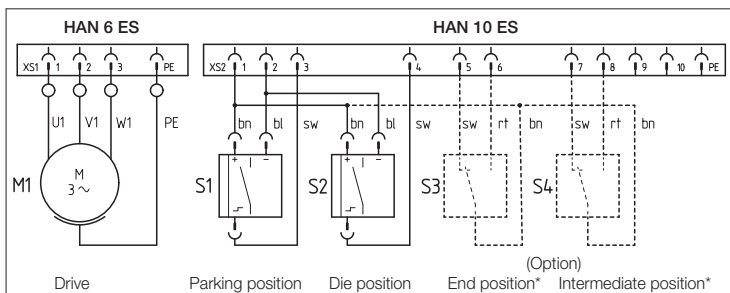 HAN 6 ES HAN 10 ES
XS1 1 2 3 PE XS2 1 2 3 4 5 6 7 8 9 10 PE
U1 V1 W1 PE bn bl sw bn bl sw sw rt bn sw rt bn
+ − + −
M1 M 3 ~ S1 S2 S3 S4
(Option)
Drive Parking position Die position End position* Intermediate position*